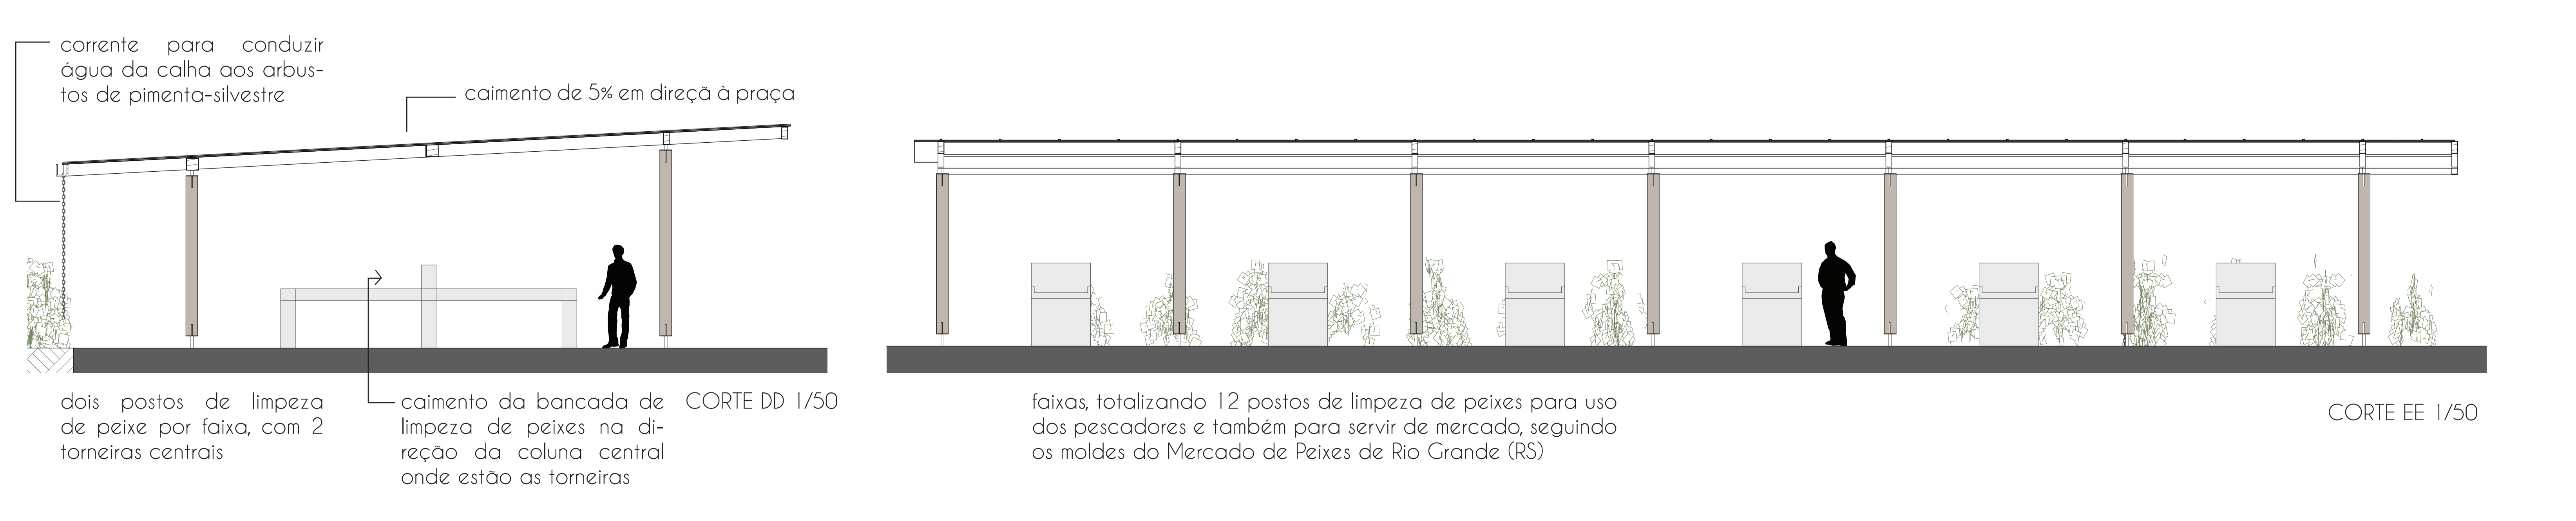 corrente para conduzir
água da calha aos arbus-
tos de pimenta-silvestre
caimento de 5% em direçã à praça
dois postos de limpeza
de peixe por faixa, com 2
torneiras centrais
caimento da bancada de
limpeza de peixes na di-
reção da coluna central
onde estão as torneiras
CORTE DD 1/50
faixas, totalizando 12 postos de limpeza de peixes para uso
dos pescadores e também para servir de mercado, seguindo
os moldes do Mercado de Peixes de Rio Grande (RS)
CORTE EE 1/50